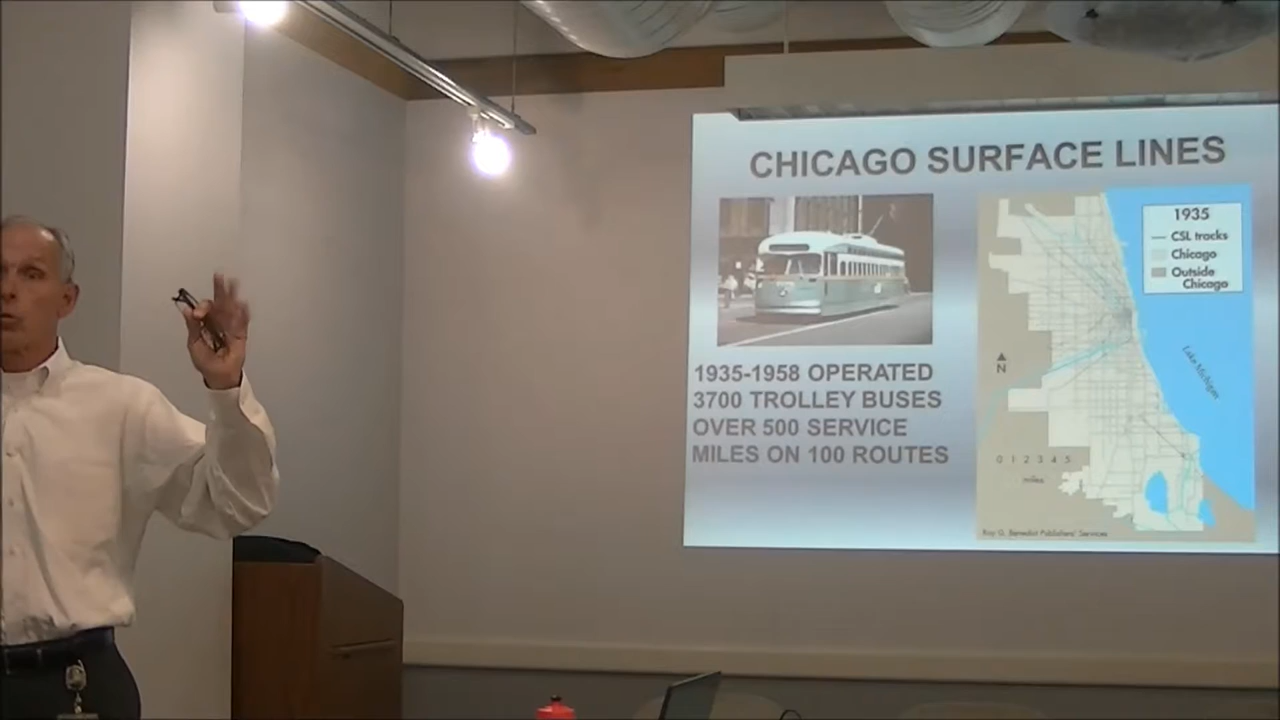 CHICAGO SURFACE LINES
1935
CSL tracks
Chicago
Outside
Chicago
N
Lake Michigan
1935-1958 OPERATED
3700 TROLLEY BUSES
OVER 500 SERVICE
MILES ON 100 ROUTES
0 1 2 3 4 5
miles
Roy G. Benedict Publishers' Services